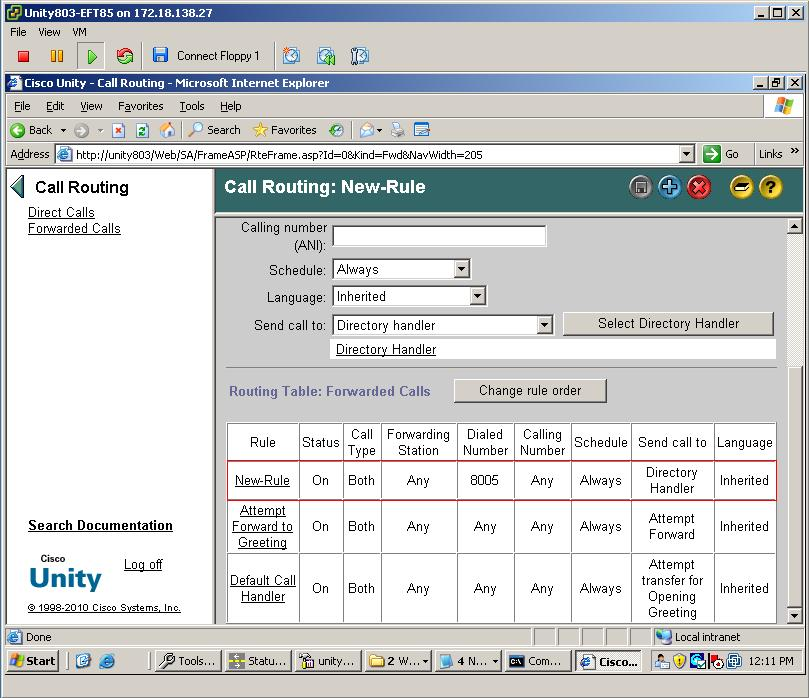 Unity803-EFT85 on 172.18.138.27
File View VM
Connect Floppy 1
Cisco Unity - Call Routing - Microsoft Internet Explorer
File Edit View Favorites Tools Help
Back Search Favorites
Address http://unity803/Web/SA/FrameASP/RteFrame.asp?Id=0&Kind=Fwd&NavWidth=205 Go Links »
Call Routing
Direct Calls
Forwarded Calls
Search Documentation
Cisco
Unity
Log off
© 1998-2010 Cisco Systems, Inc.
Call Routing: New-Rule
?
Calling number
(ANI):
Schedule: Always
Language: Inherited
Send call to: Directory handler Select Directory Handler
Directory Handler
Routing Table: Forwarded Calls Change rule order
Rule Status Call Type Forwarding Station Dialed Number Calling Number Schedule Send call to Language
New-Rule On Both Any 8005 Any Always Directory Handler Inherited
Attempt Forward to Greeting On Both Any Any Any Always Attempt Forward Inherited
Default Call Handler On Both Any Any Any Always Attempt transfer for Opening Greeting Inherited
Done Local intranet
Start Tools... Statu... unity... 2 W... 4 N... Com... Cisco... 12:11 PM